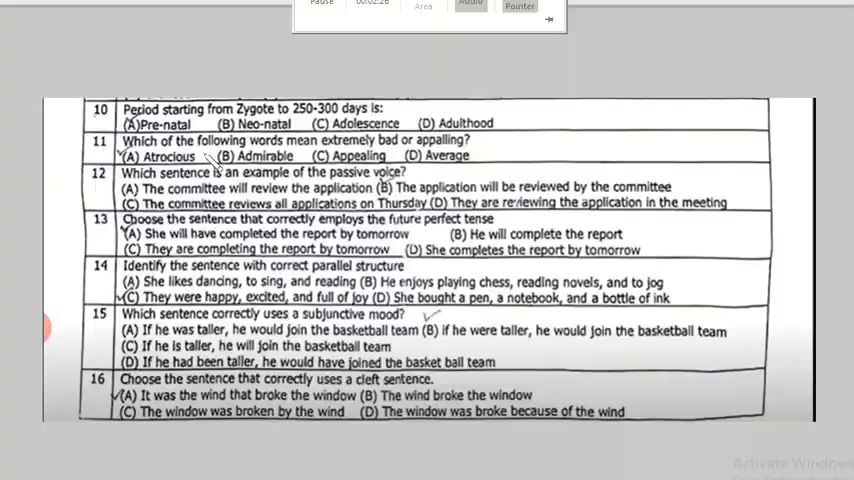 Pause 00:02:26 Area Audio Pointer
10 Period starting from Zygote to 250-300 days is:
(A)Pre-natal (B) Neo-natal (C) Adolescence (D) Adulthood
11 Which of the following words mean extremely bad or appalling?
(A) Atrocious (B) Admirable (C) Appealing (D) Average
12 Which sentence is an example of the passive voice?
(A) The committee will review the application (B) The application will be reviewed by the committee
(C) The committee reviews all applications on Thursday (D) They are reviewing the application in the meeting
13 Choose the sentence that correctly employs the future perfect tense
(A) She will have completed the report by tomorrow (B) He will complete the report
(C) They are completing the report by tomorrow (D) She completes the report by tomorrow
14 Identify the sentence with correct parallel structure
(A) She likes dancing, to sing, and reading (B) He enjoys playing chess, reading novels, and to jog
(C) They were happy, excited, and full of joy (D) She bought a pen, a notebook, and a bottle of ink
15 Which sentence correctly uses a subjunctive mood?
(A) If he was taller, he would join the basketball team (B) if he were taller, he would join the basketball team
(C) If he is taller, he will join the basketball team
(D) If he had been taller, he would have joined the basket ball team
16 Choose the sentence that correctly uses a cleft sentence.
(A) It was the wind that broke the window (B) The wind broke the window
(C) The window was broken by the wind (D) The window was broke because of the wind
Activate Windows